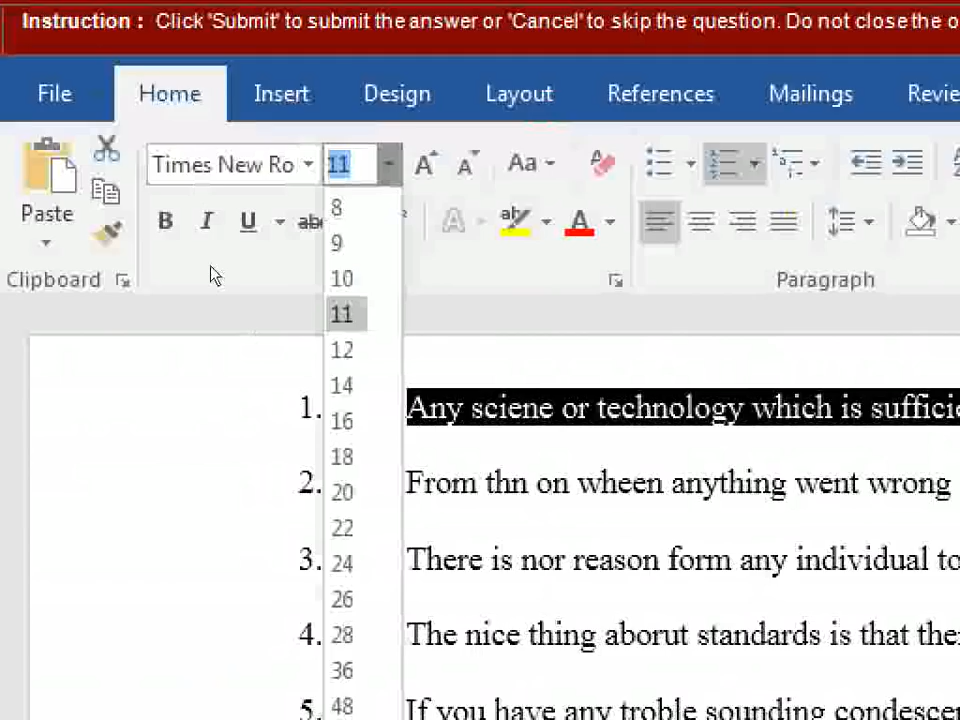 Instruction : Click 'Submit' to submit the answer or 'Cancel' to skip the question. Do not close the
File Home Insert Design Layout References Mailings
Times New Ro 11 Aa
Paste B I U abc A A
8
9
10
11
12
14
16
18
20
22
24
26
28
36
48
Clipboard Paragraph
1. Any sciene or technology which is
2. From thn on wheen anything went wrong
3. There is nor reason form any individual to
4. The nice thing aborut standards is that
5. If you have any troble sounding